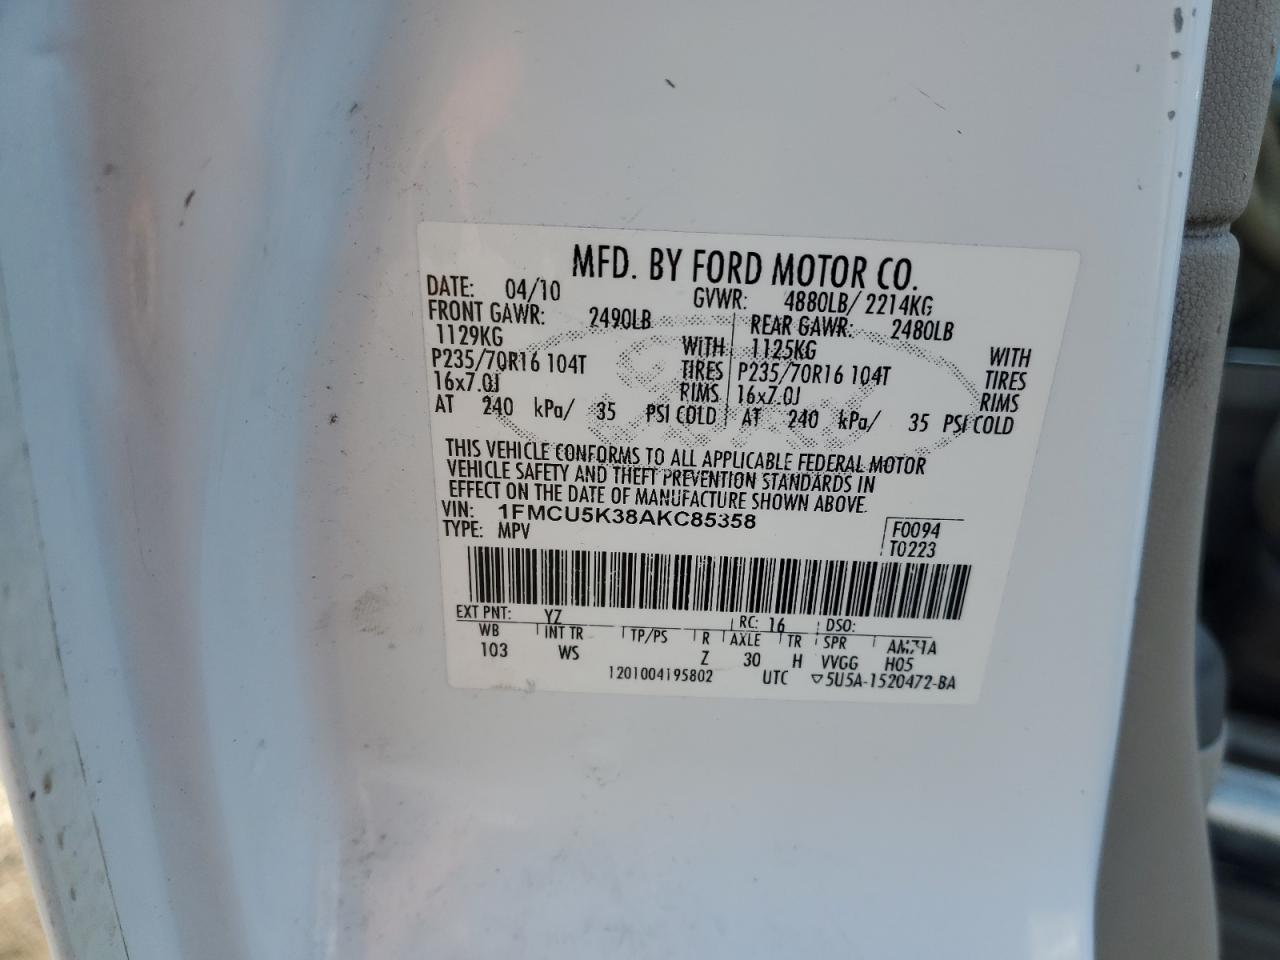 MFD. BY FORD MOTOR CO.
DATE: 04/10 GVWR: 4880LB/ 2214KG
FRONT GAWR: 2490LB REAR GAWR: 2480LB
1129KG WITH 1125KG WITH
P235/70R16 104T TIRES P235/70R16 104T TIRES
16x7.0J RIMS 16x7.0J RIMS
AT 240 kPa/ 35 PSI COLD AT 240 kPa/ 35 PSI COLD
THIS VEHICLE CONFORMS TO ALL APPLICABLE FEDERAL MOTOR
VEHICLE SAFETY AND THEFT PREVENTION STANDARDS IN
EFFECT ON THE DATE OF MANUFACTURE SHOWN ABOVE.
VIN: 1FMCU5K38AKC85358
TYPE: MPV
F0094
T0223
EXT PNT: YZ RC: 16 DSO:
WB INT TR TP/PS R AXLE TR SPR
103 WS Z 30 H VVGG H05
1201004195802 UTC ▽5U5A-1520472-BA